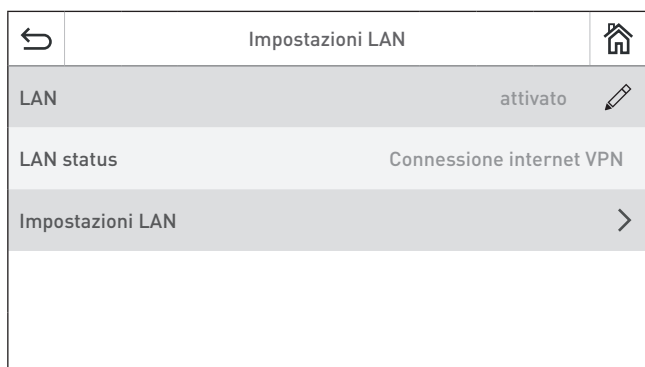 Impostazioni LAN
LAN attivato
LAN status Connessione internet VPN
Impostazioni LAN